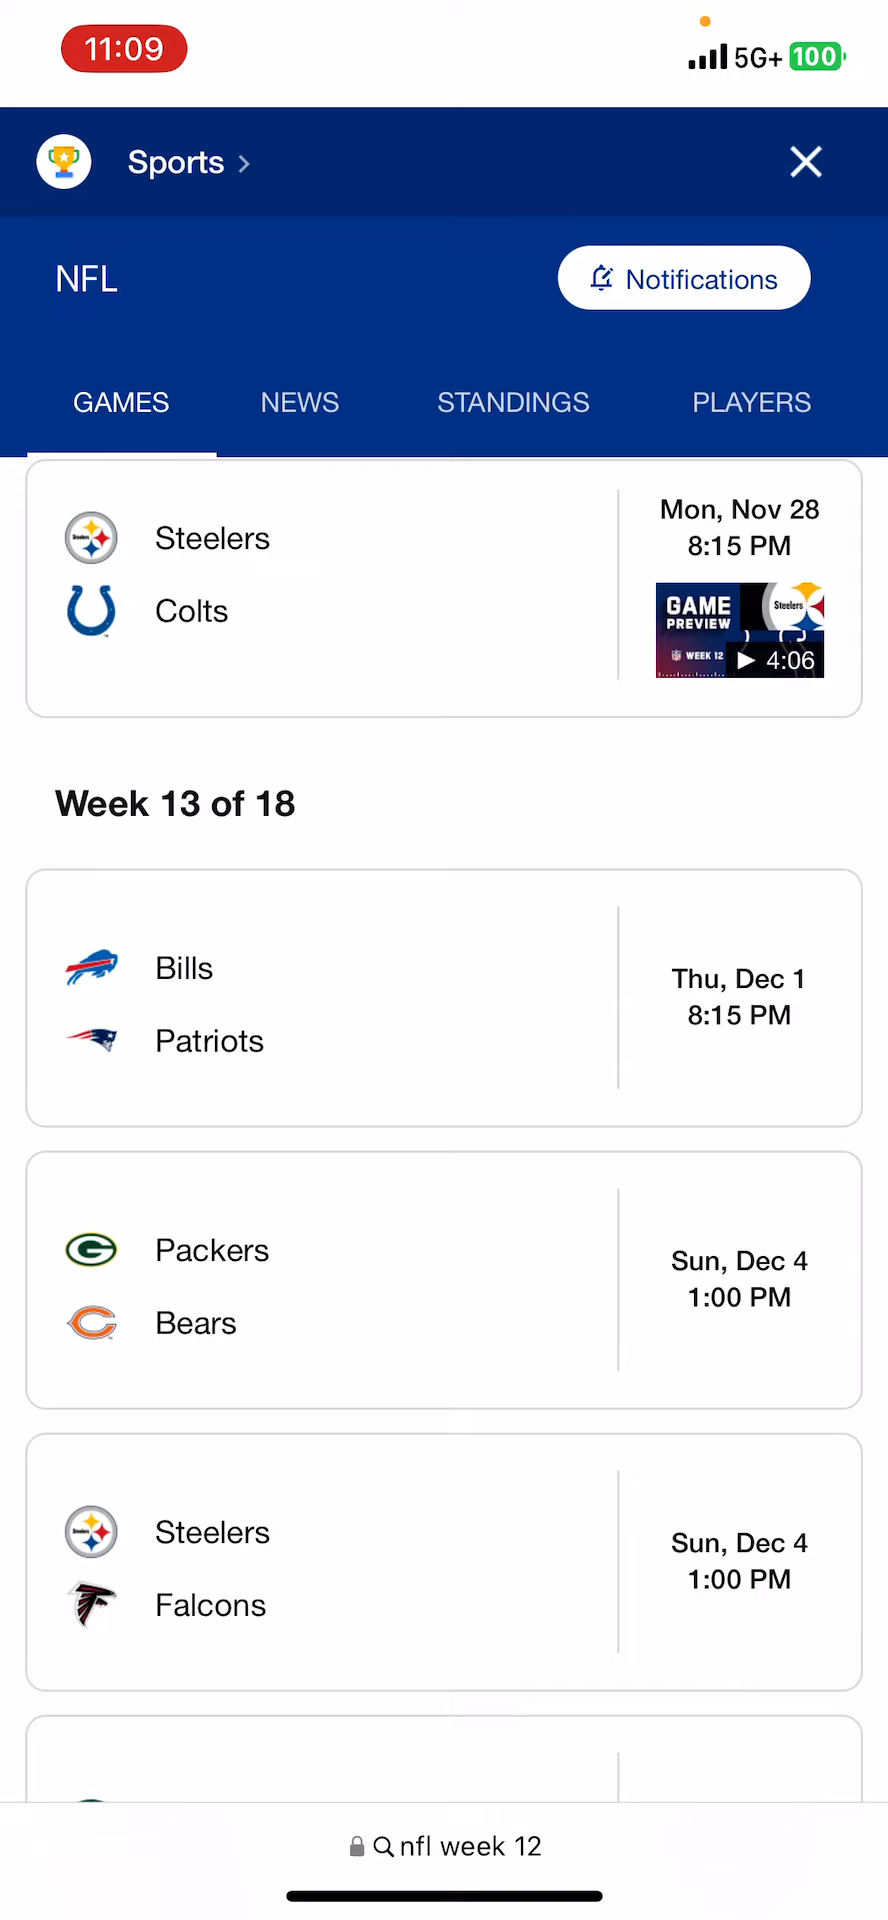 11:09
5G+ 100
Sports
NFL
Notifications
GAMES NEWS STANDINGS PLAYERS
Steelers
Colts
Mon, Nov 28
8:15 PM
GAME
PREVIEW
Steelers
WEEK 12
4:06
Week 13 of 18
Bills
Patriots
Thu, Dec 1
8:15 PM
Packers
Bears
Sun, Dec 4
1:00 PM
Steelers
Falcons
Sun, Dec 4
1:00 PM
nfl week 12